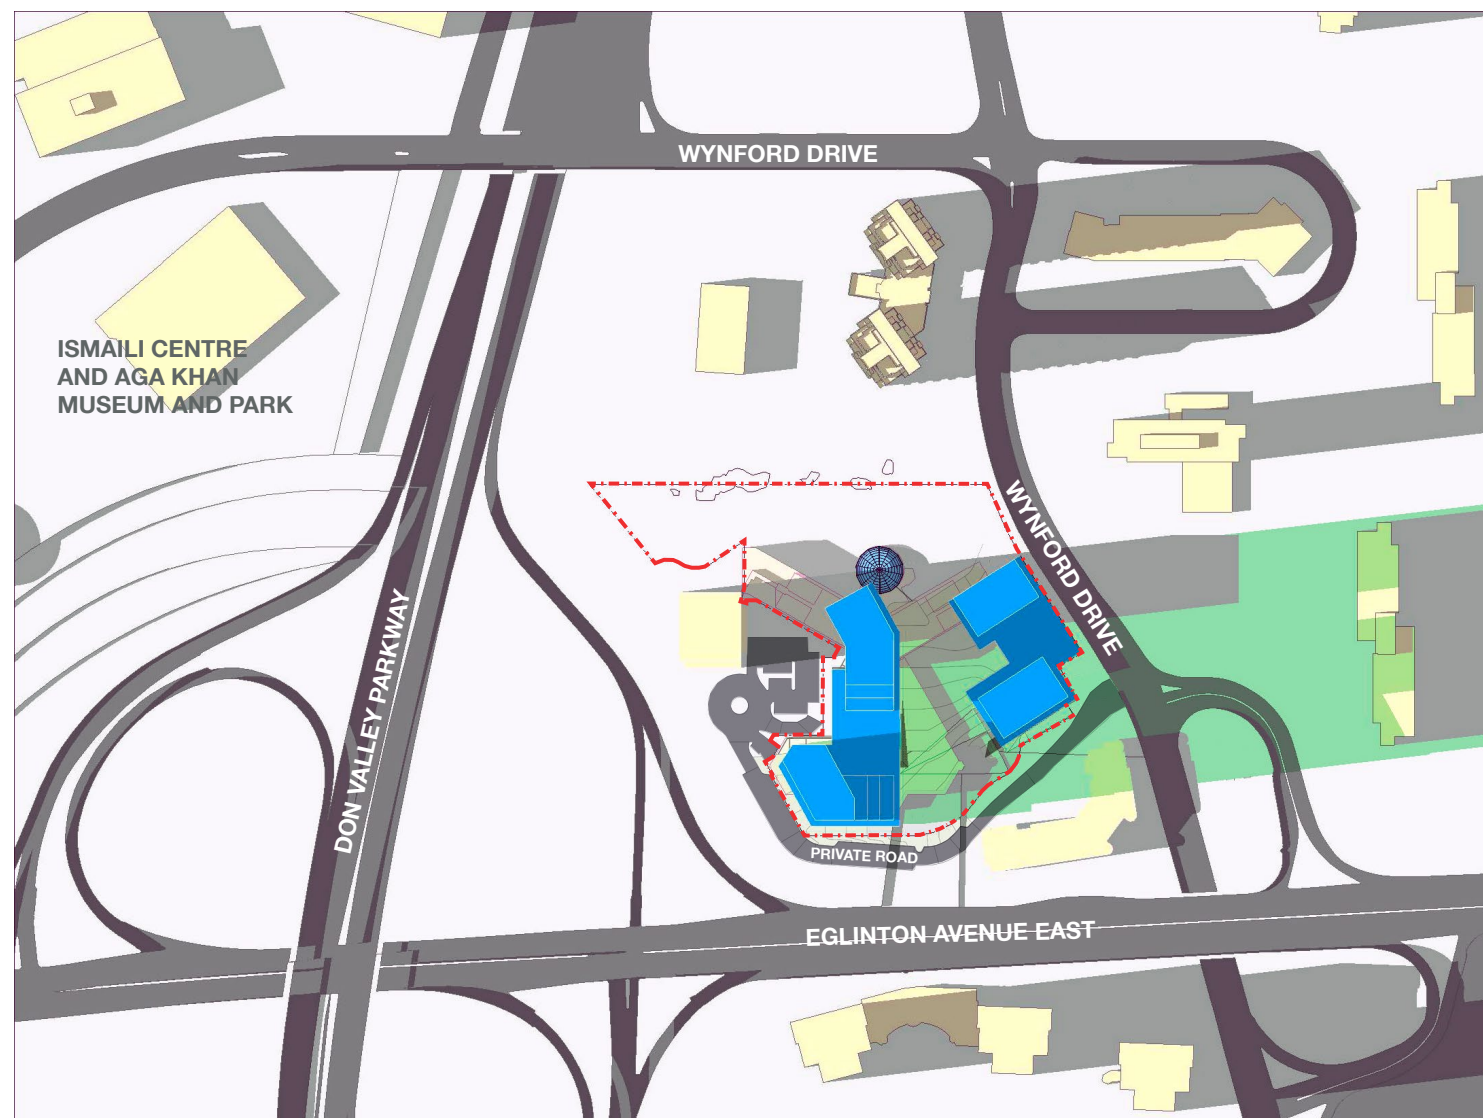 WYNFORD DRIVE
ISMAILI CENTRE
AND AGA KHAN
MUSEUM AND PARK
WYNFORD DRIVE
DON VALLEY PARKWAY
PRIVATE ROAD
EGLINTON AVENUE EAST